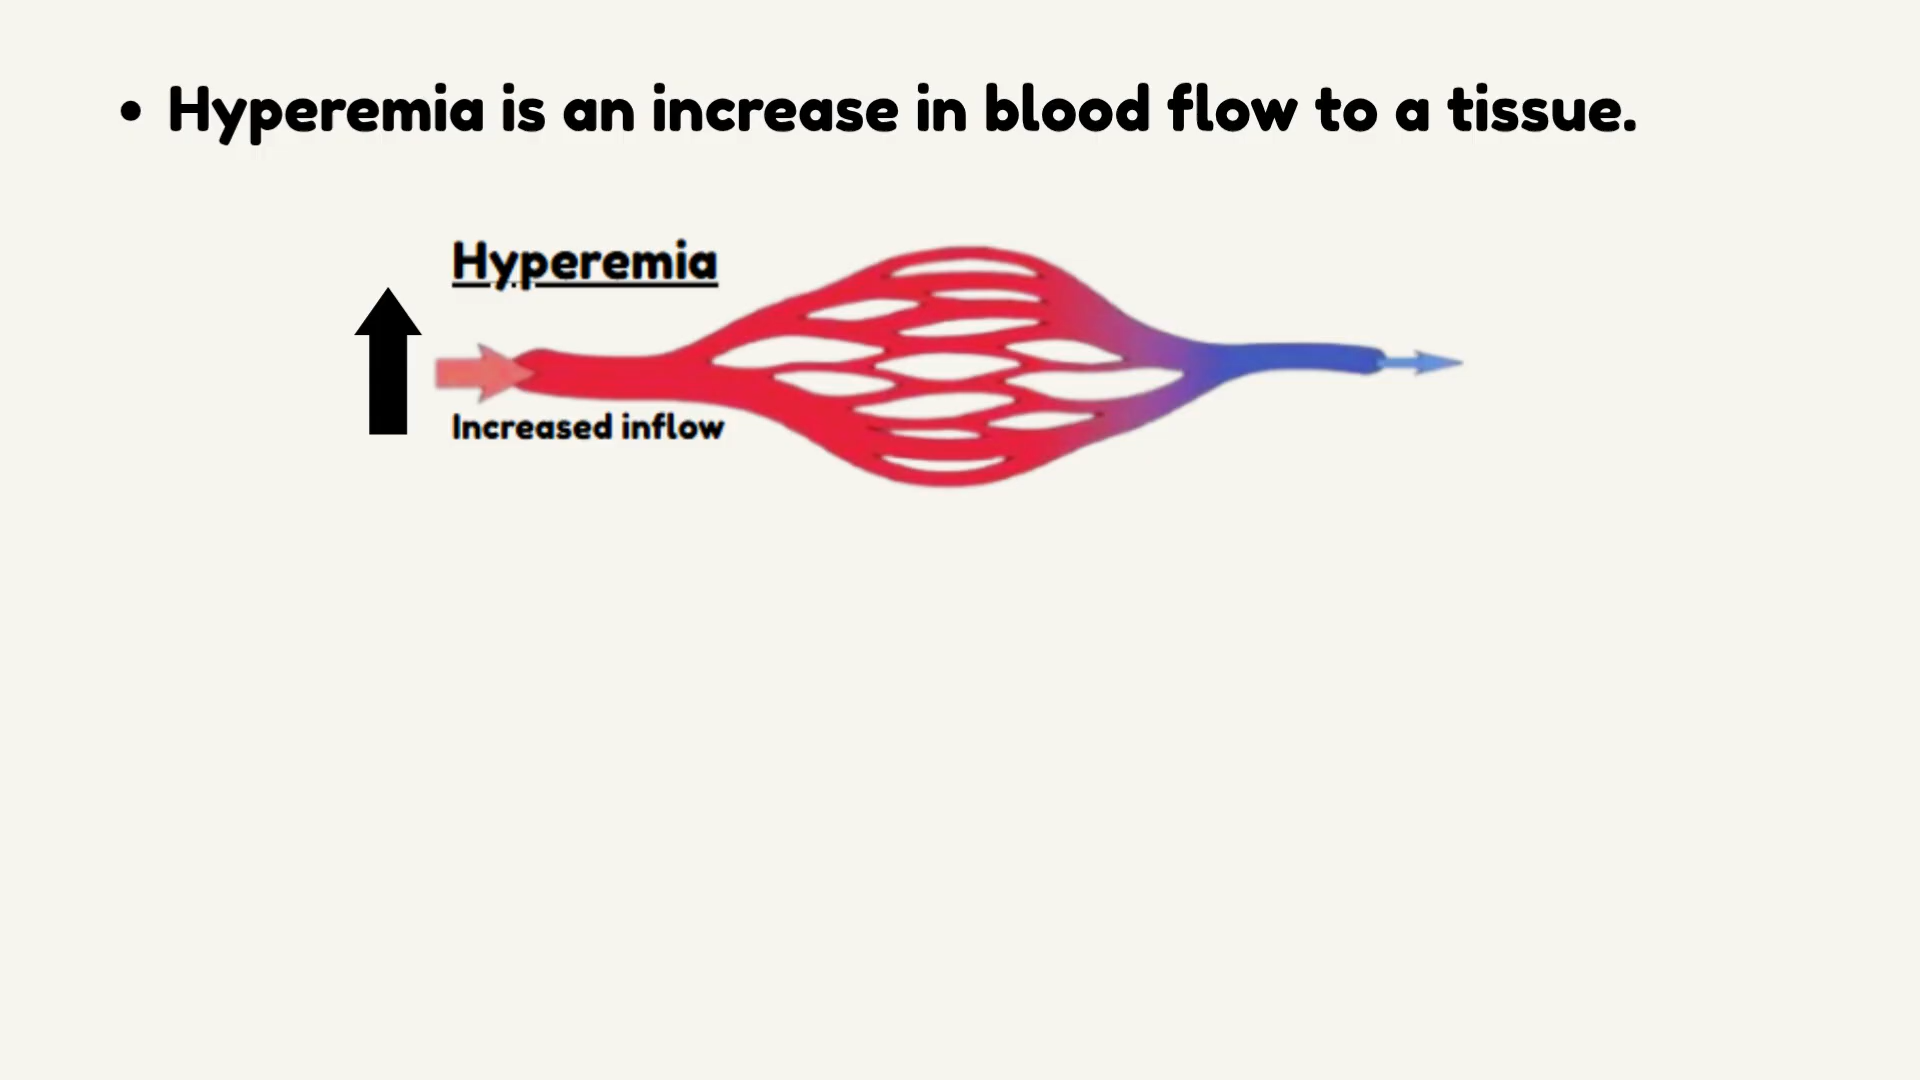 • Hyperemia is an increase in blood flow to a tissue.
Hyperemia
Increased inflow